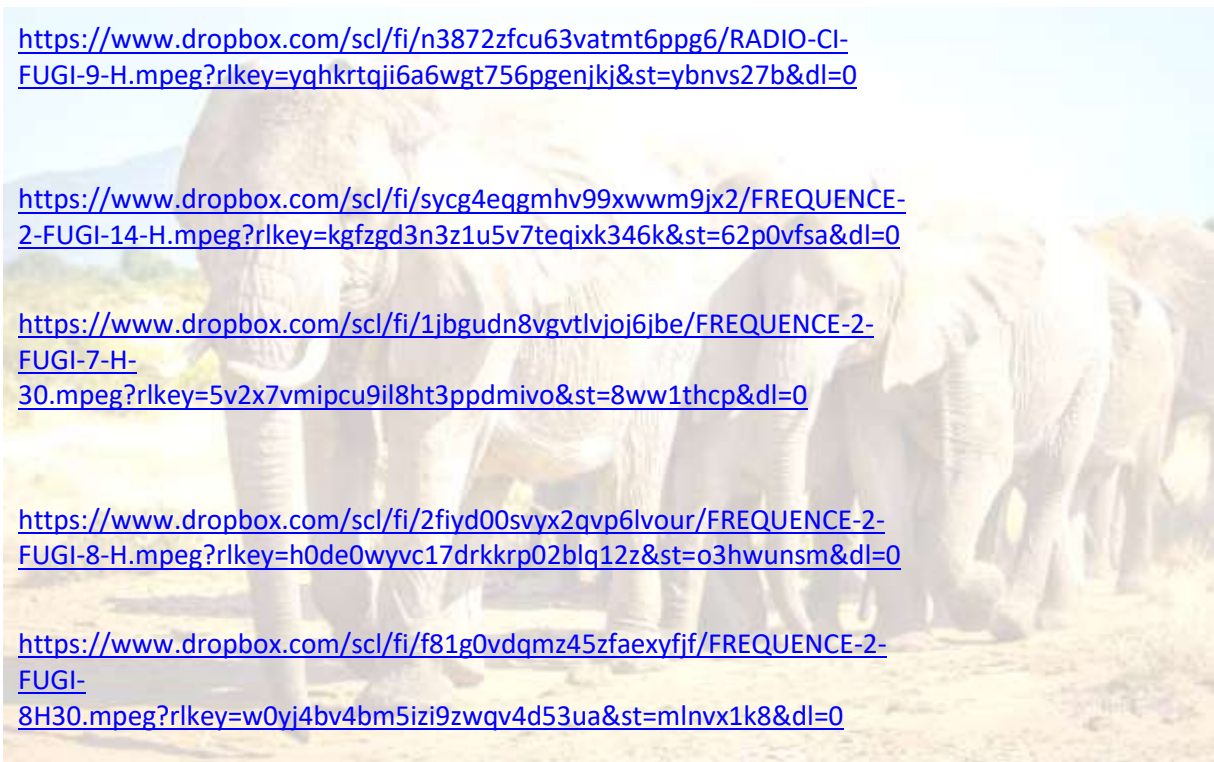 https://www.dropbox.com/scl/fi/n3872zfcu63vatmt6ppg6/RADIO-CI-
FUGI-9-H.mpeg?rlkey=yqhkrtqji6a6wgt756pgenjkj&st=ybnvs27b&dl=0
https://www.dropbox.com/scl/fi/sycg4eqgmhv99xwwm9jx2/FREQUENCE-
2-FUGI-14-H.mpeg?rlkey=kgfzgd3n3z1u5v7teqixk346k&st=62p0vfsa&dl=0
https://www.dropbox.com/scl/fi/1jbgudn8vgvtlvjoj6jbe/FREQUENCE-2-
FUGI-7-H-
30.mpeg?rlkey=5v2x7vmipcu9il8ht3ppdmivo&st=8ww1thcp&dl=0
https://www.dropbox.com/scl/fi/2fiyd00svyx2qvp6lvour/FREQUENCE-2-
FUGI-8-H.mpeg?rlkey=h0de0wyvc17drkkrp02blq12z&st=o3hwunsm&dl=0
https://www.dropbox.com/scl/fi/f81g0vdqmz45zfaexyfjf/FREQUENCE-2-
FUGI-
8H30.mpeg?rlkey=w0yj4bv4bm5izi9zwqv4d53ua&st=mlnvx1k8&dl=0